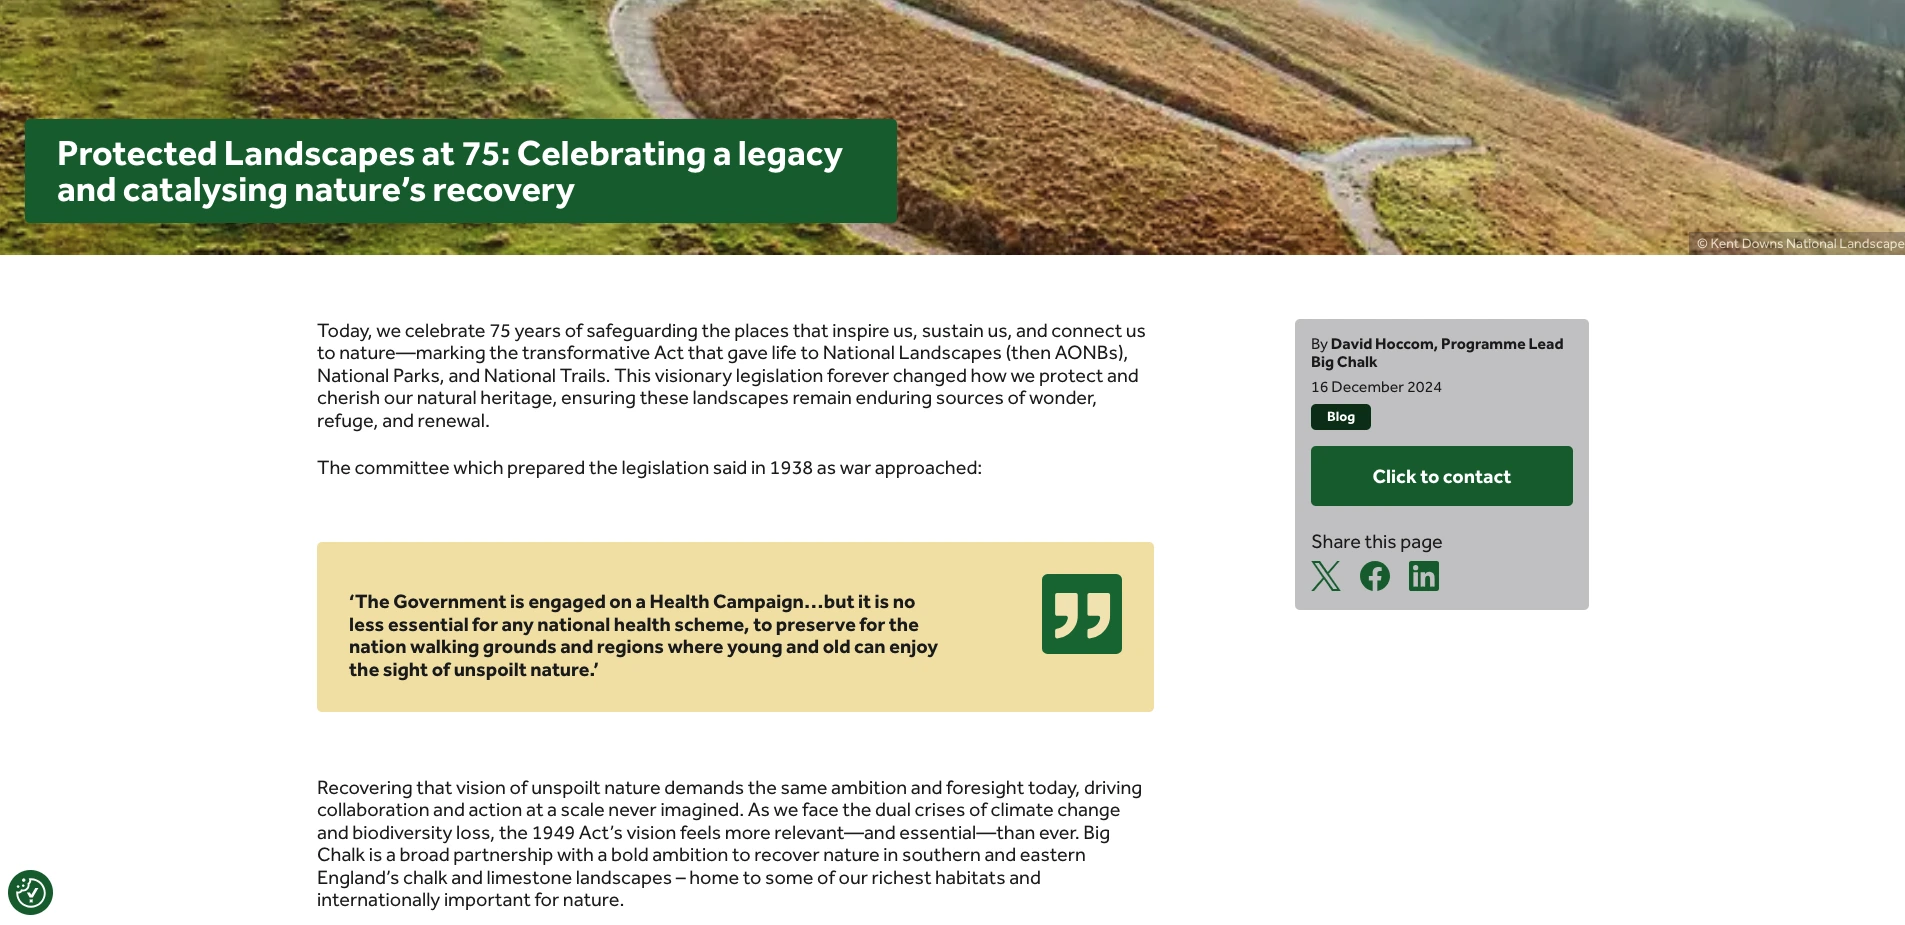 Protected Landscapes at 75: Celebrating a legacy
and catalysing nature’s recovery
© Kent Downs National Landscape
Today, we celebrate 75 years of safeguarding the places that inspire us, sustain us, and connect us
to nature—marking the transformative Act that gave life to National Landscapes (then AONBs),
National Parks, and National Trails. This visionary legislation forever changed how we protect and
cherish our natural heritage, ensuring these landscapes remain enduring sources of wonder,
refuge, and renewal.
The committee which prepared the legislation said in 1938 as war approached:
‘The Government is engaged on a Health Campaign…but it is no
less essential for any national health scheme, to preserve for the
nation walking grounds and regions where young and old can enjoy
the sight of unspoilt nature.’
Recovering that vision of unspoilt nature demands the same ambition and foresight today, driving
collaboration and action at a scale never imagined. As we face the dual crises of climate change
and biodiversity loss, the 1949 Act’s vision feels more relevant—and essential—than ever. Big
Chalk is a broad partnership with a bold ambition to recover nature in southern and eastern
England’s chalk and limestone landscapes – home to some of our richest habitats and
internationally important for nature.
By David Hoccom, Programme Lead
Big Chalk
16 December 2024
Blog
Click to contact
Share this page